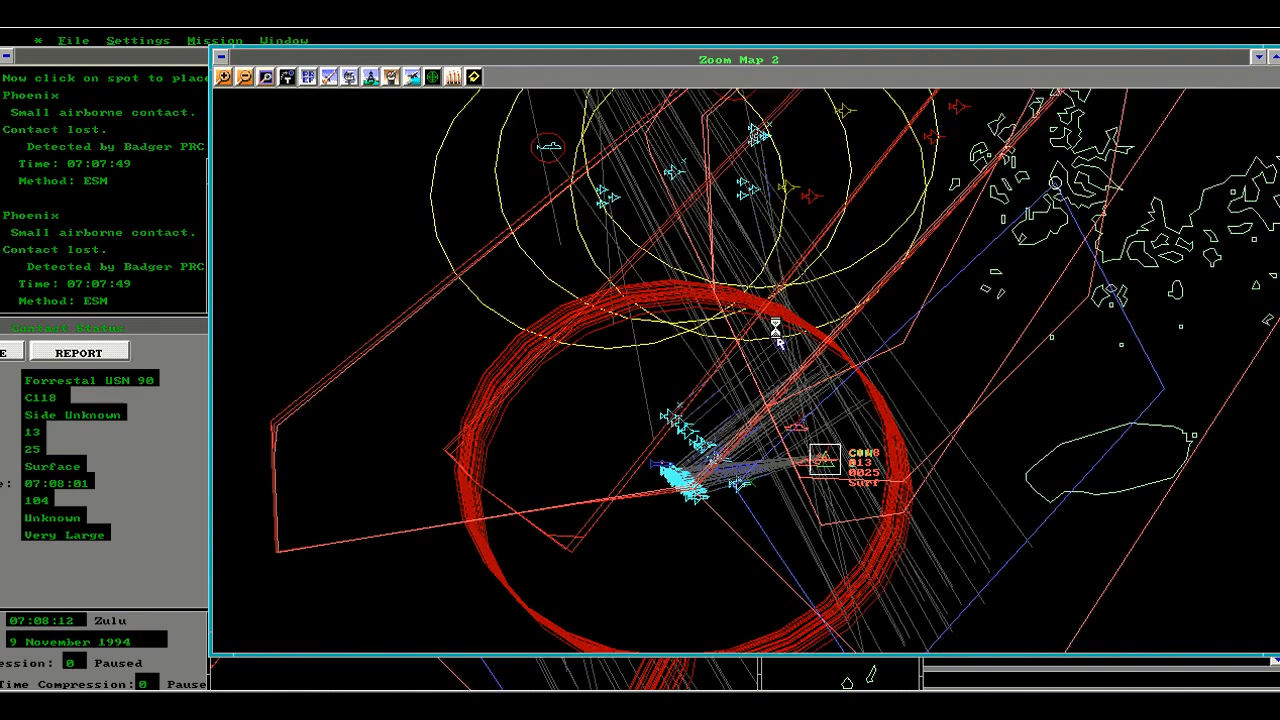 * File Settings Mission Window
Zoom Map 2
Now click on spot to plac
Phoenix
Small airborne contact.
Contact lost.
Detected by Badger PRC
Time: 07:07:49
Method: ESM
Phoenix
Small airborne contact.
Contact lost.
Detected by Badger PRC
Time: 07:07:49
Method: ESM
Contact Status
E REPORT
Forrestal USN 90
C118
Side Unknown
13
25
Surface
e: 07:08:01
104
Unknown
Very Large
013
0025
Surf
07:08:12 Zulu
9 November 1994
ession: 0 Paused
Time Compression: 0 Pause